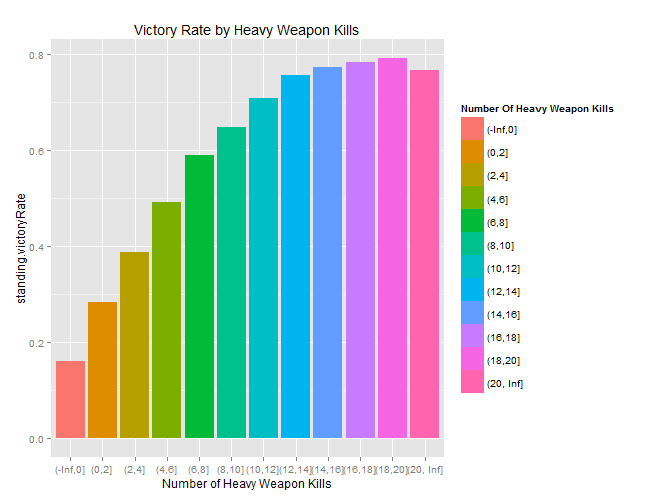 Victory Rate by Heavy Weapon Kills
standing.victoryRate
0.8
0.6
0.4
0.2
0.0
(-Inf,0] (0,2] (2,4] (4,6] (6,8] (8,10] (10,12] (12,14] (14,16] (16,18] (18,20] (20, Inf]
Number of Heavy Weapon Kills
Number Of Heavy Weapon Kills
(-Inf,0]
(0,2]
(2,4]
(4,6]
(6,8]
(8,10]
(10,12]
(12,14]
(14,16]
(16,18]
(18,20]
(20, Inf]